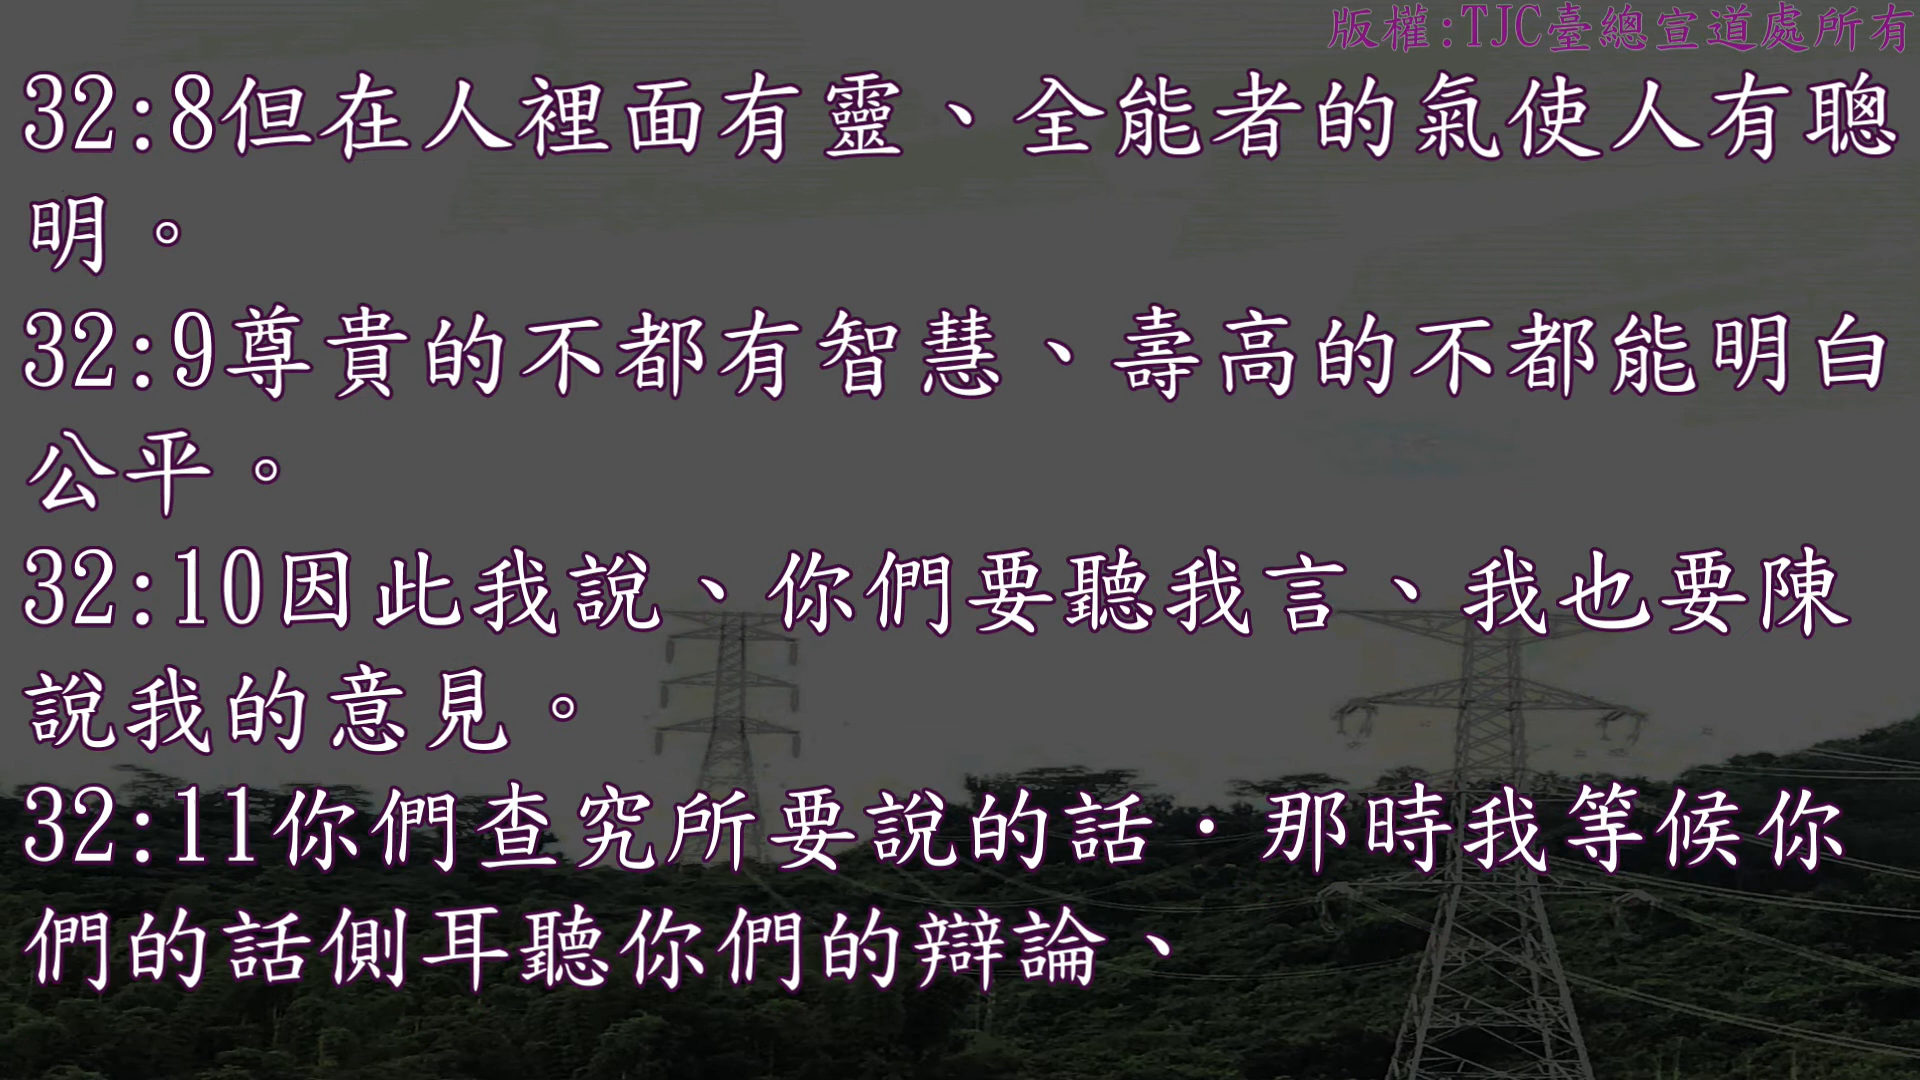 版權:TJC臺總宣道處所有
32:8但在人裡面有靈、全能者的氣使人有聰
明。
32:9尊貴的不都有智慧、壽高的不都能明白
公平。
32:10因此我說、你們要聽我言、我也要陳
說我的意見。
32:11你們查究所要說的話．那時我等候你
們的話側耳聽你們的辯論、